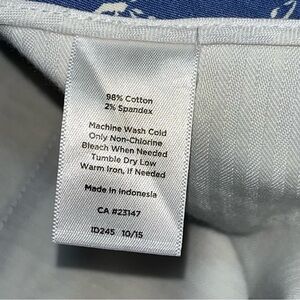 98% Cotton
2% Spandex
Machine Wash Cold
Only Non-Chlorine
Bleach When Needed
Tumble Dry Low
Warm Iron, If Needed
Made in Indonesia
CA #23147
ID245 10/15